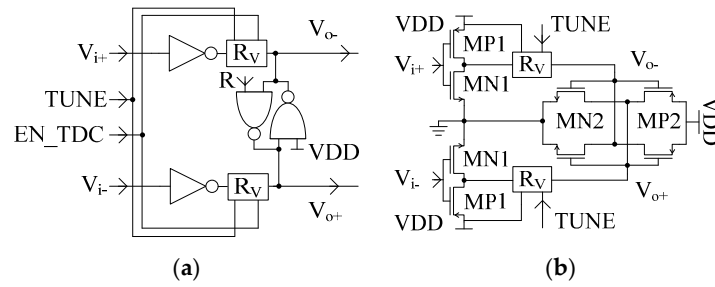 Vi+
RV
Vo-
R
TUNE
EN_TDC
VDD
Vi-
RV
Vo+
(a)
VDD
MP1
TUNE
Vi+
RV
MN1
Vo-
MN2
MP2
VDD
MN1
Vi-
RV
MP1
Vo+
VDD
TUNE
(b)